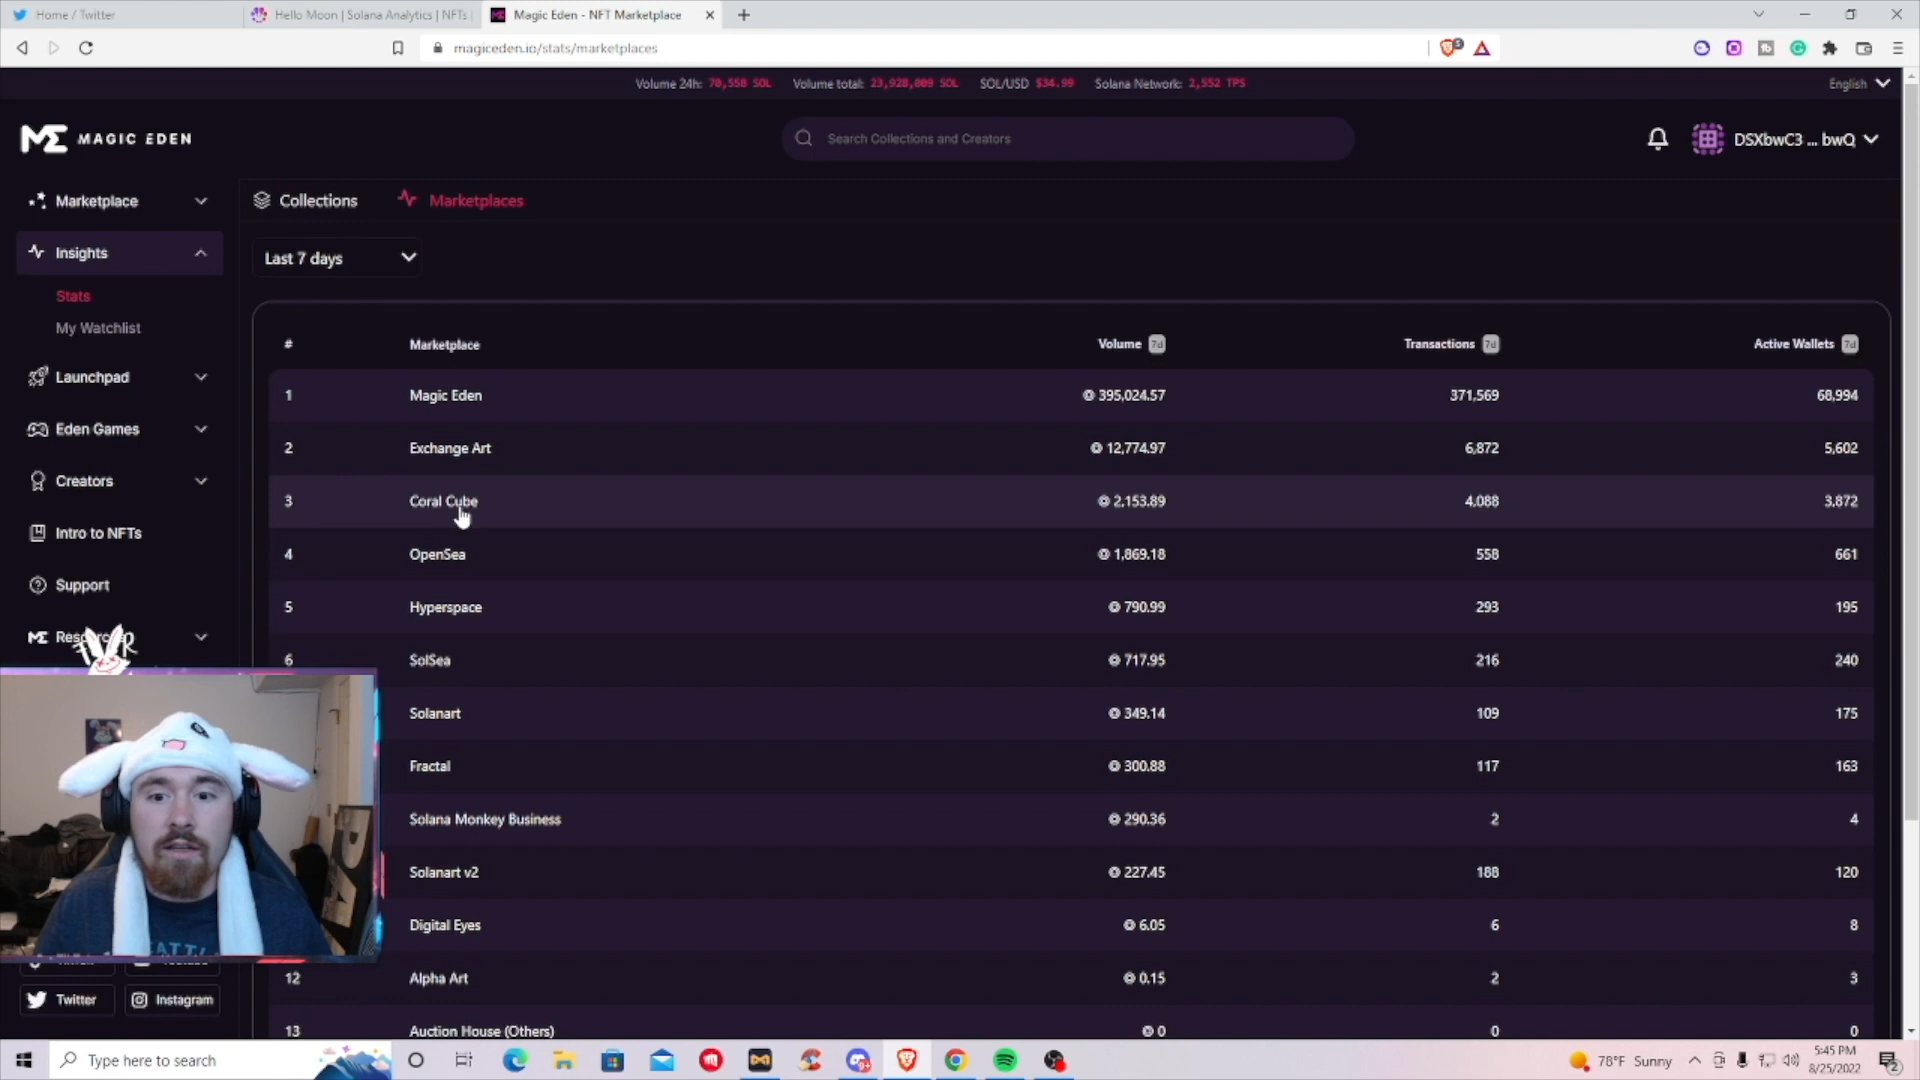 Home / Twitter
Hello Moon | Solana Analytics | NFTs
Magic Eden - NFT Marketplace
magiceden.io/stats/marketplaces
Volume 24h: 70,558 SOL Volume total: 23,928,009 SOL SOL/USD $34.99 Solana Network: 2,552 TPS
English
MAGIC EDEN
Search Collections and Creators
DSXbwC3 ... bwQ
Marketplace
Insights
Stats
My Watchlist
Launchpad
Eden Games
Creators
Intro to NFTs
Support
Twitter
Instagram
Collections
Marketplaces
Last 7 days
# Marketplace Volume 7d Transactions 7d Active Wallets 7d
1 Magic Eden 395,024.57 371,569 68,994
2 Exchange Art 12,774.97 6,872 5,602
3 Coral Cube 2,153.89 4,088 3,872
4 OpenSea 1,869.18 558 661
5 Hyperspace 790.99 293 195
6 SolSea 717.95 216 240
Solanart 349.14 109 175
Fractal 300.88 117 163
Solana Monkey Business 290.36 2 4
Solanart v2 227.45 188 120
Digital Eyes 6.05 6 8
12 Alpha Art 0.15 2 3
13 Auction House (Others) 0 0 0
Type here to search
78°F Sunny
5:45 PM
8/25/2022